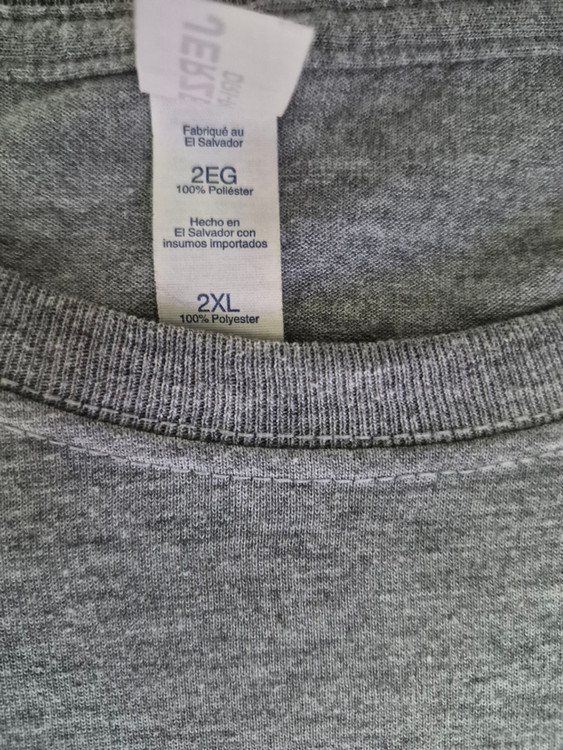 Fabriqué au
El Salvador
2EG
100% Poliéster
Hecho en
El Salvador con
insumos importados
2XL
100% Polyester